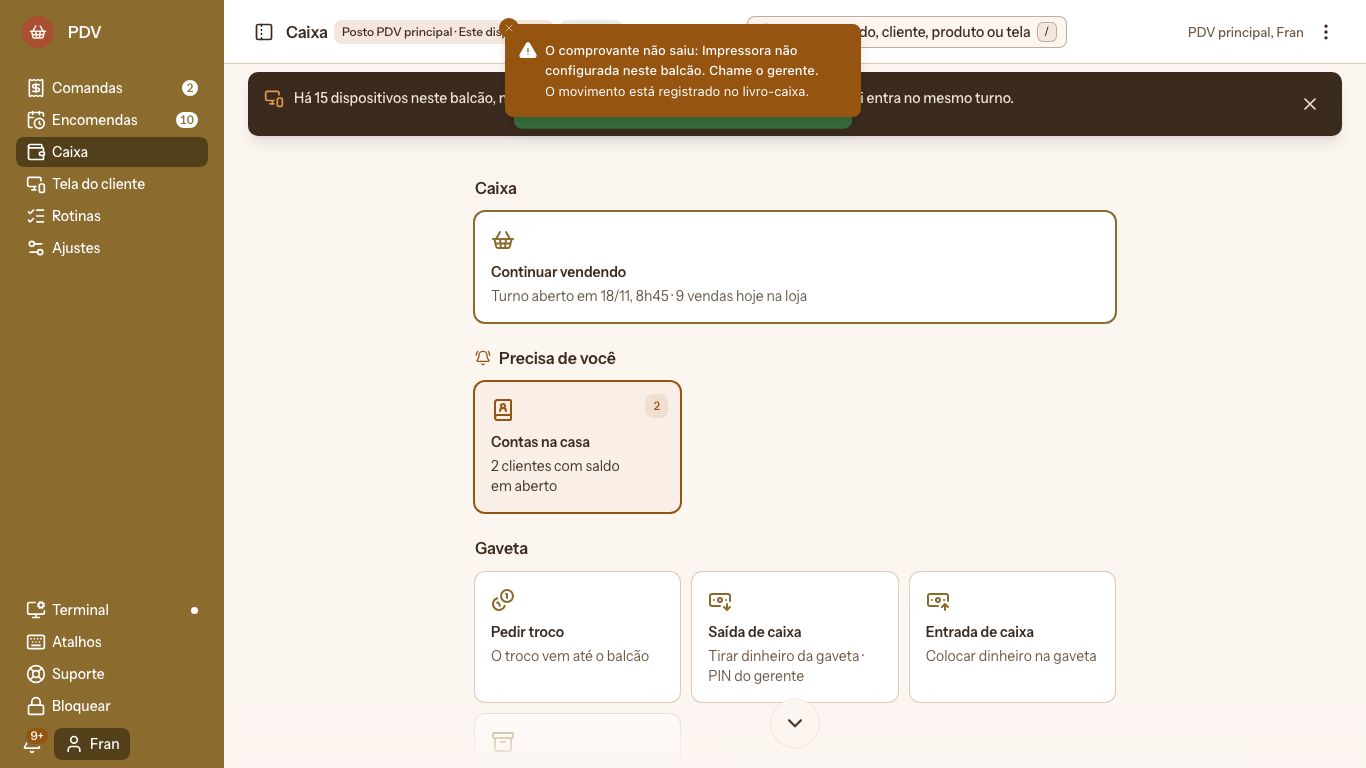 PDV
Comandas 2
Encomendas 10
Caixa
Tela do cliente
Rotinas
Ajustes
Terminal
Atalhos
Suporte
Bloquear
9+
Fran
Caixa
Posto PDV principal · Este
do, cliente, produto ou tela /
PDV principal, Fran
O comprovante não saiu: Impressora não
configurada neste balcão. Chame o gerente.
O movimento está registrado no livro-caixa.
Há 15 dispositivos neste balcão,
entra no mesmo turno.
Caixa
Continuar vendendo
Turno aberto em 18/11, 8h45 · 9 vendas hoje na loja
Precisa de você
2
Contas na casa
2 clientes com saldo
em aberto
Gaveta
Pedir troco
O troco vem até o balcão
Saída de caixa
Tirar dinheiro da gaveta ·
PIN do gerente
Entrada de caixa
Colocar dinheiro na gaveta